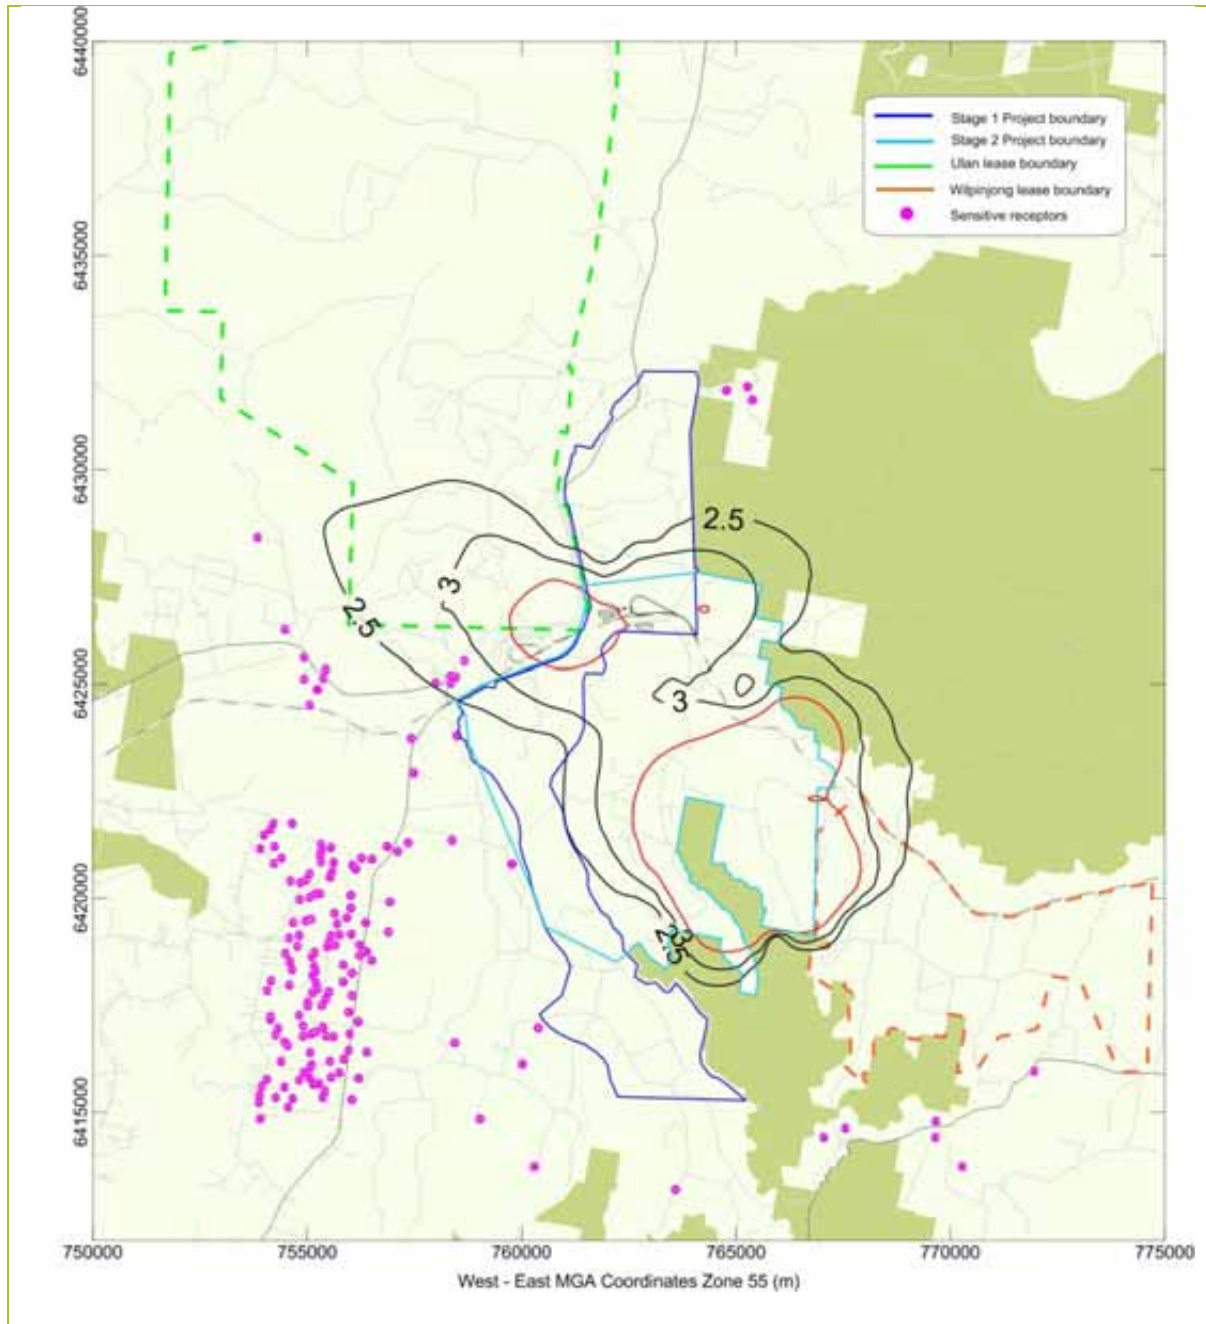 6440000
Stage 1 Project boundary
Stage 2 Project boundary
Ulan lease boundary
Wilpinjong lease boundary
Sensitive receptors
6435000
6430000
2.5
3
2.5
6425000
3
6420000
3
2.5
6415000
750000 755000 760000 765000 770000 775000
West - East MGA Coordinates Zone 55 (m)